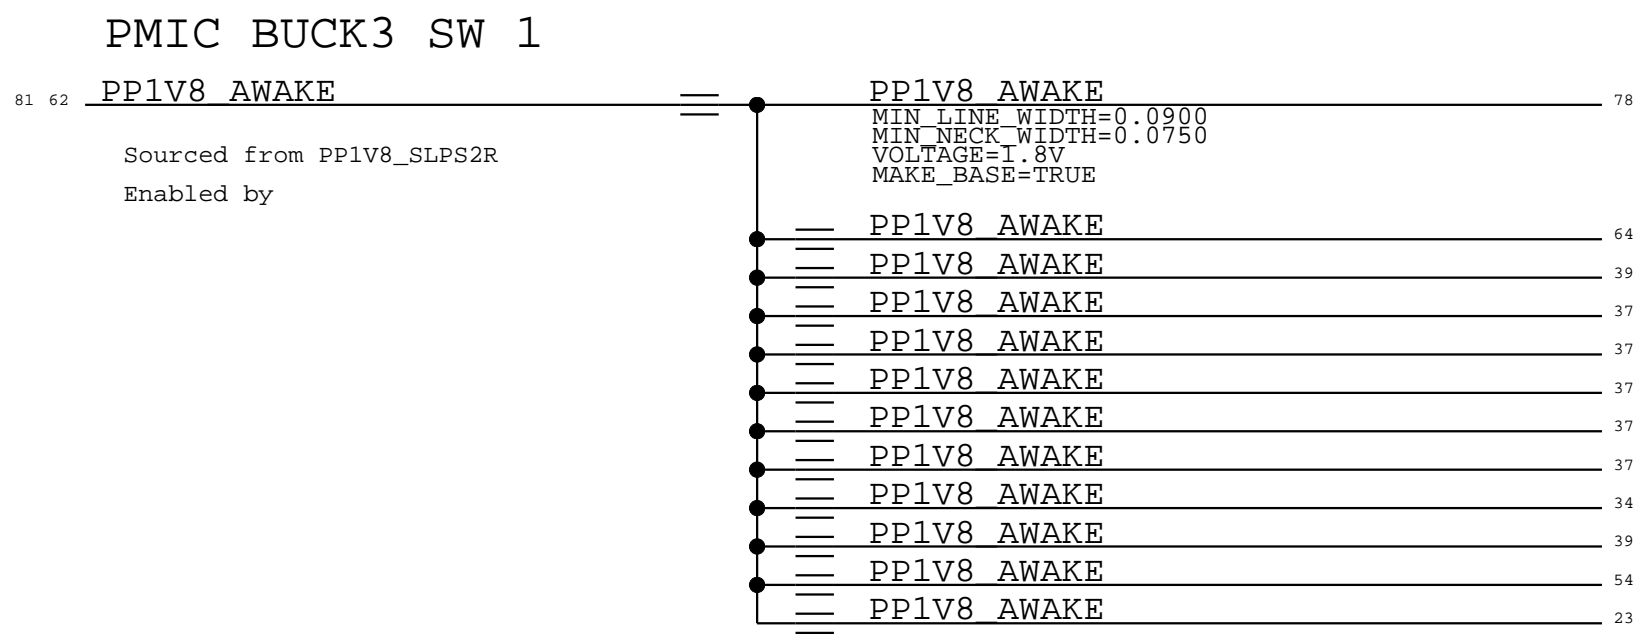 PMIC BUCK3 SW 1
81 62 PP1V8_AWAKE PP1V8_AWAKE 78
MIN_LINE_WIDTH=0.0900
MIN_NECK_WIDTH=0.0750
Sourced from PP1V8_SLPS2R VOLTAGE=1.8V
MAKE_BASE=TRUE
Enabled by
PP1V8_AWAKE 64
PP1V8_AWAKE 39
PP1V8_AWAKE 37
PP1V8_AWAKE 37
PP1V8_AWAKE 37
PP1V8_AWAKE 37
PP1V8_AWAKE 37
PP1V8_AWAKE 34
PP1V8_AWAKE 39
PP1V8_AWAKE 54
PP1V8_AWAKE 23